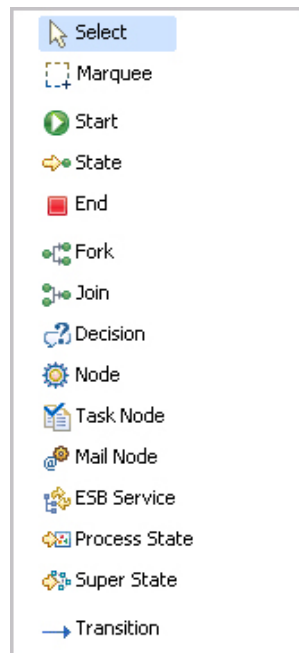 Select
Marquee
Start
State
End
Fork
Join
Decision
Node
Task Node
Mail Node
ESB Service
Process State
Super State
Transition